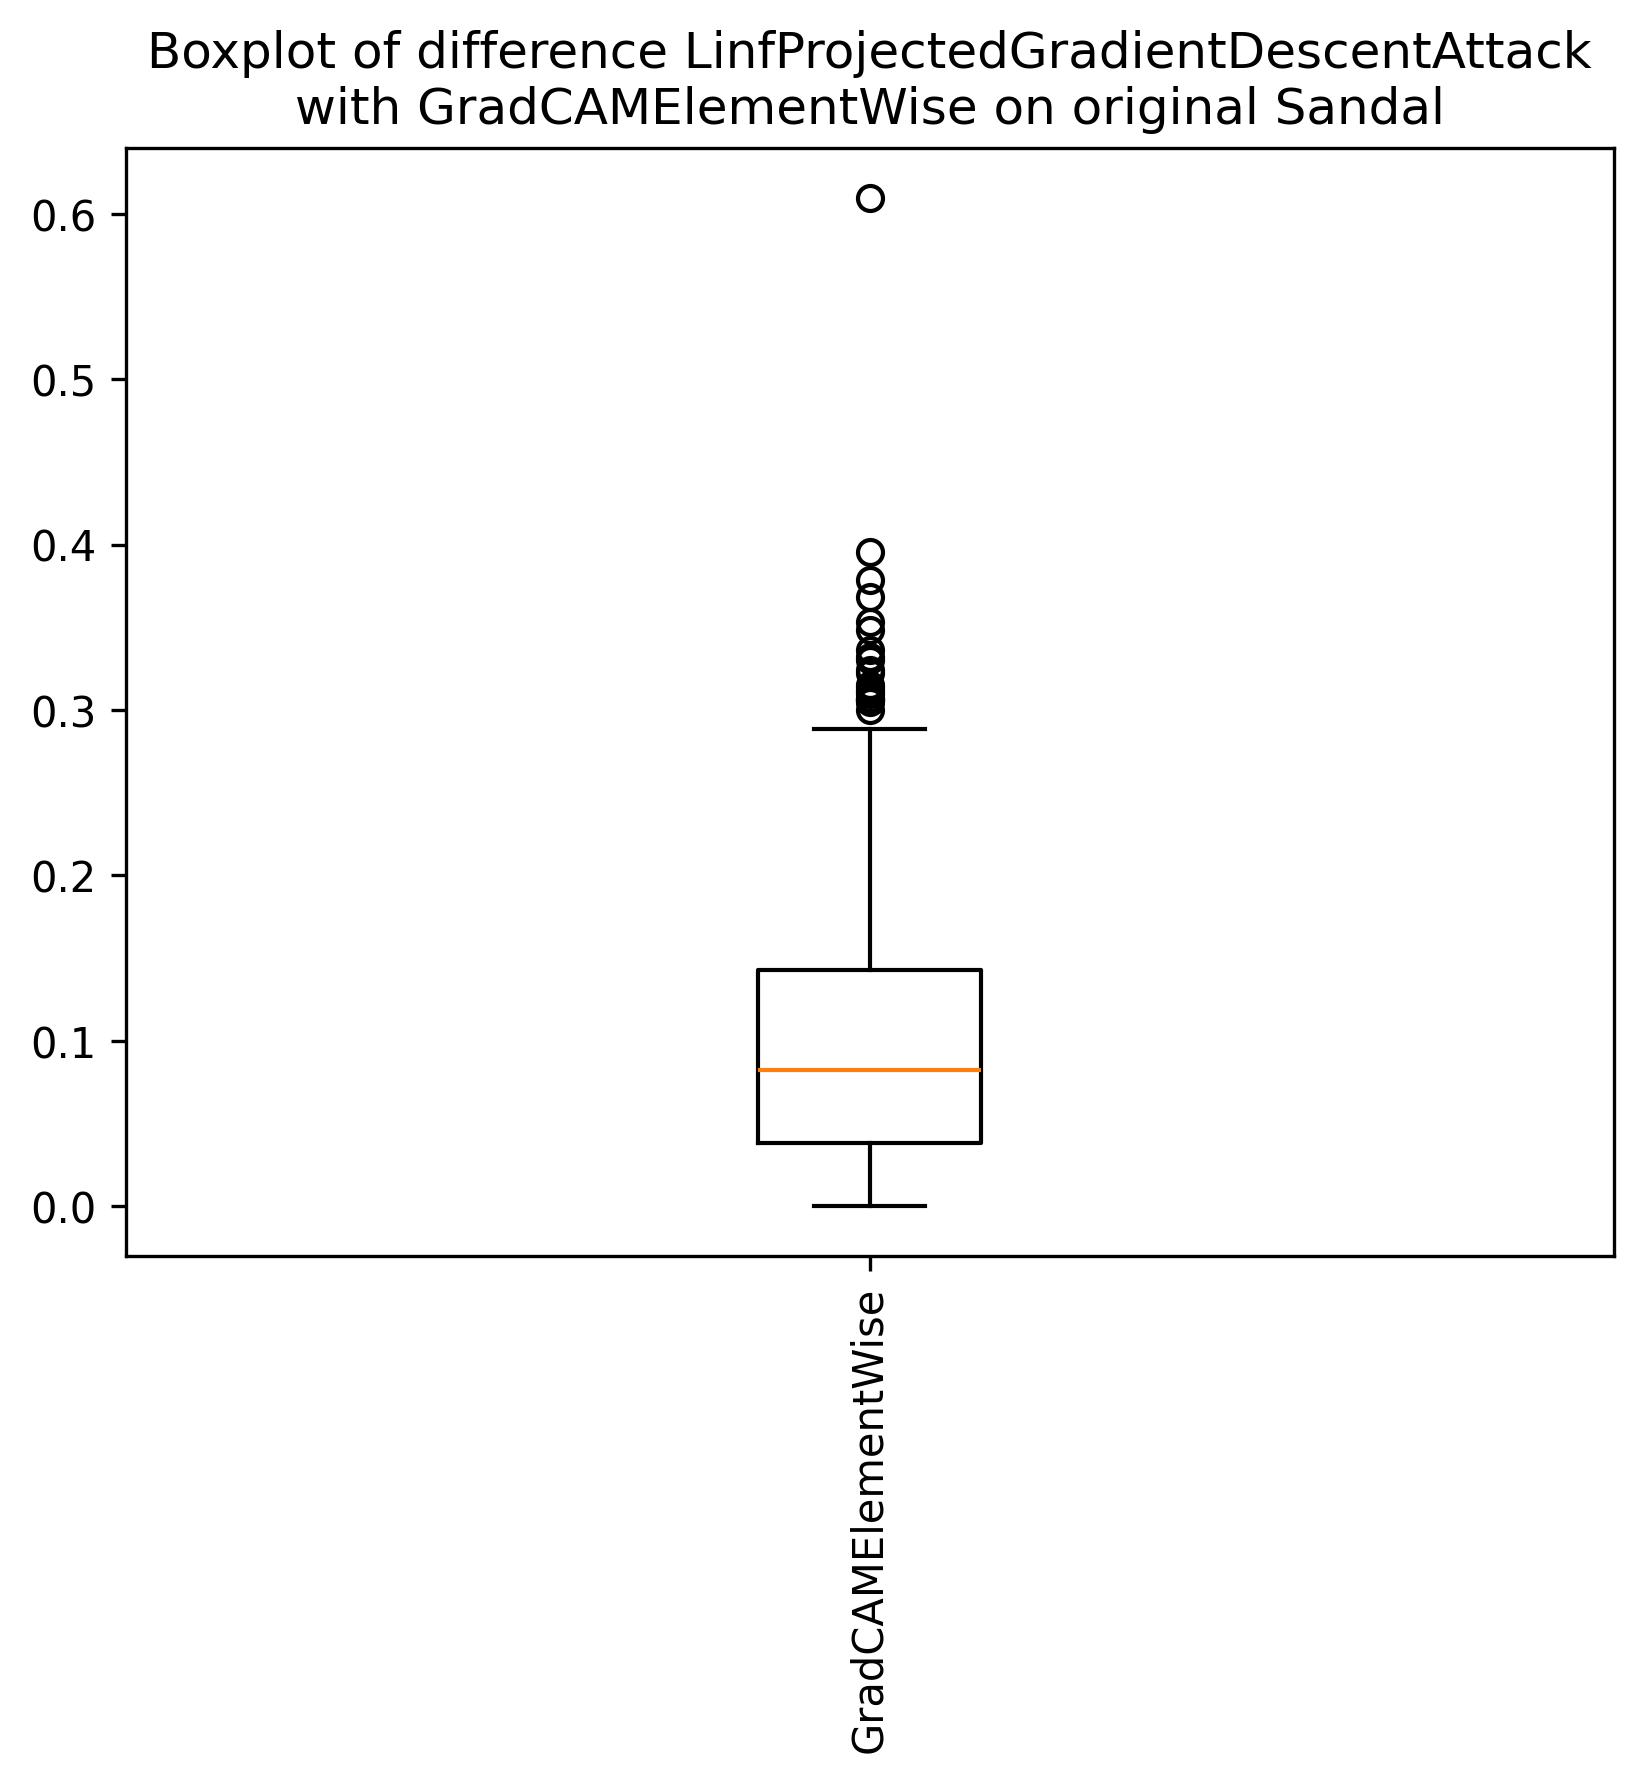 Boxplot of difference LinfProjectedGradientDescentAttack
with GradCAMElementWise on original Sandal
0.6
0.5
0.4
0.3
0.2
0.1
0.0
GradCAMElementWise